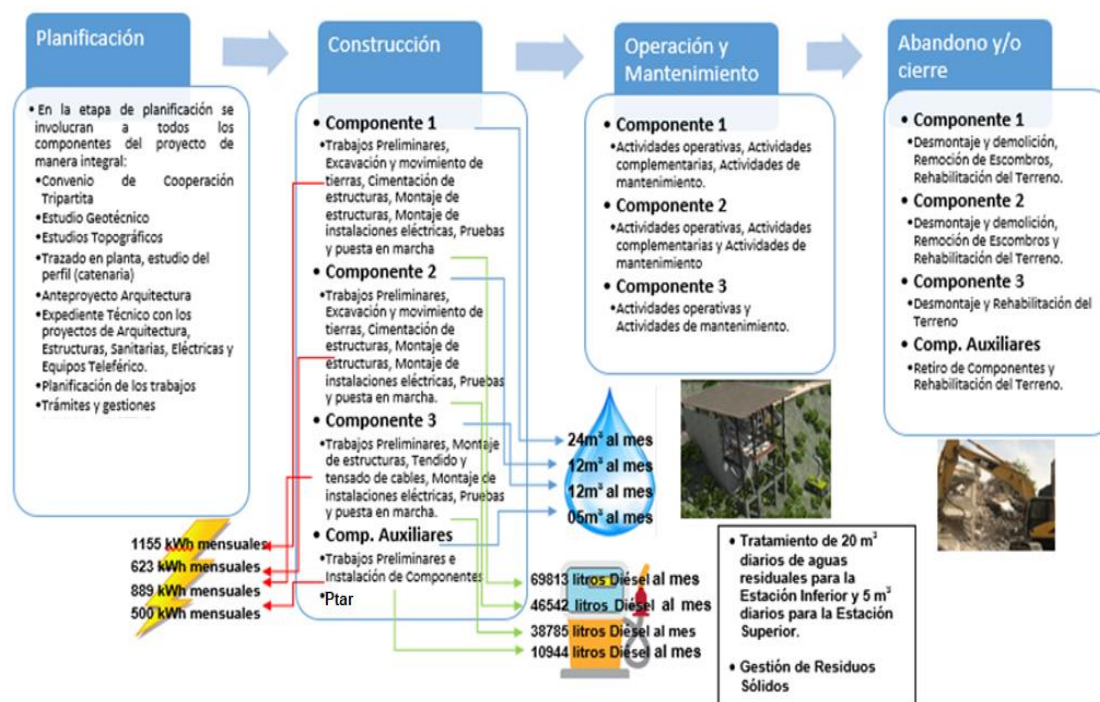 Planificación
• En la etapa de planificación se
involucran a todos los
componentes del proyecto de
manera integral:
•Convenio de Cooperación
Tripartita
•Estudio Geotécnico
•Estudios Topográficos
•Trazado en planta, estudio del
perfil (catenaria)
•Anteproyecto Arquitectura
•Expediente Técnico con los
proyectos de Arquitectura,
Estructuras, Sanitarias, Eléctricas y
Equipos Teleférico.
•Planificación de los trabajos
•Trámites y gestiones
Construcción
• Componente 1
•Trabajos Preliminares,
Excavación y movimiento de
tierras, Cimentación de
estructuras, Montaje de
estructuras, Montaje de
instalaciones eléctricas, Pruebas
y puesta en marcha
• Componente 2
•Trabajos Preliminares,
Excavación y movimiento de
tierras, Cimentación de
estructuras, Montaje de
estructuras, Montaje de
instalaciones eléctricas, Pruebas
y puesta en marcha.
• Componente 3
•Trabajos Preliminares, Montaje
de estructuras, Tendido y
tensado de cables, Montaje de
instalaciones eléctricas, Pruebas
y puesta en marcha.
• Comp. Auxiliares
•Trabajos Preliminares e
Instalación de Componentes
•Ptar
Operación y
Mantenimiento
• Componente 1
•Actividades operativas, Actividades
complementarias, Actividades de
mantenimiento.
• Componente 2
•Actividades operativas, Actividades
complementarias y Actividades de
mantenimiento
• Componente 3
•Actividades operativas y
Actividades de mantenimiento.
Abandono y/o
cierre
• Componente 1
•Desmontaje y demolición,
Remoción de Escombros,
Rehabilitación del Terreno.
• Componente 2
•Desmontaje y demolición,
Remoción de Escombros y
Rehabilitación del Terreno.
• Componente 3
•Desmontaje y Rehabilitación del
Terreno
• Comp. Auxiliares
•Retiro de Componentes y
Rehabilitación del Terreno.
1155 kWh mensuales
623 kWh mensuales
889 kWh mensuales
500 kWh mensuales
24m³ al mes
12m³ al mes
12m³ al mes
05m³ al mes
69813 litros Diésel al mes
46542 litros Diésel al mes
38785 litros Diésel al mes
10944 litros Diésel al mes
• Tratamiento de 20 m³
diarios de aguas
residuales para la
Estación Inferior y 5 m³
diarios para la Estación
Superior.
• Gestión de Residuos
Sólidos